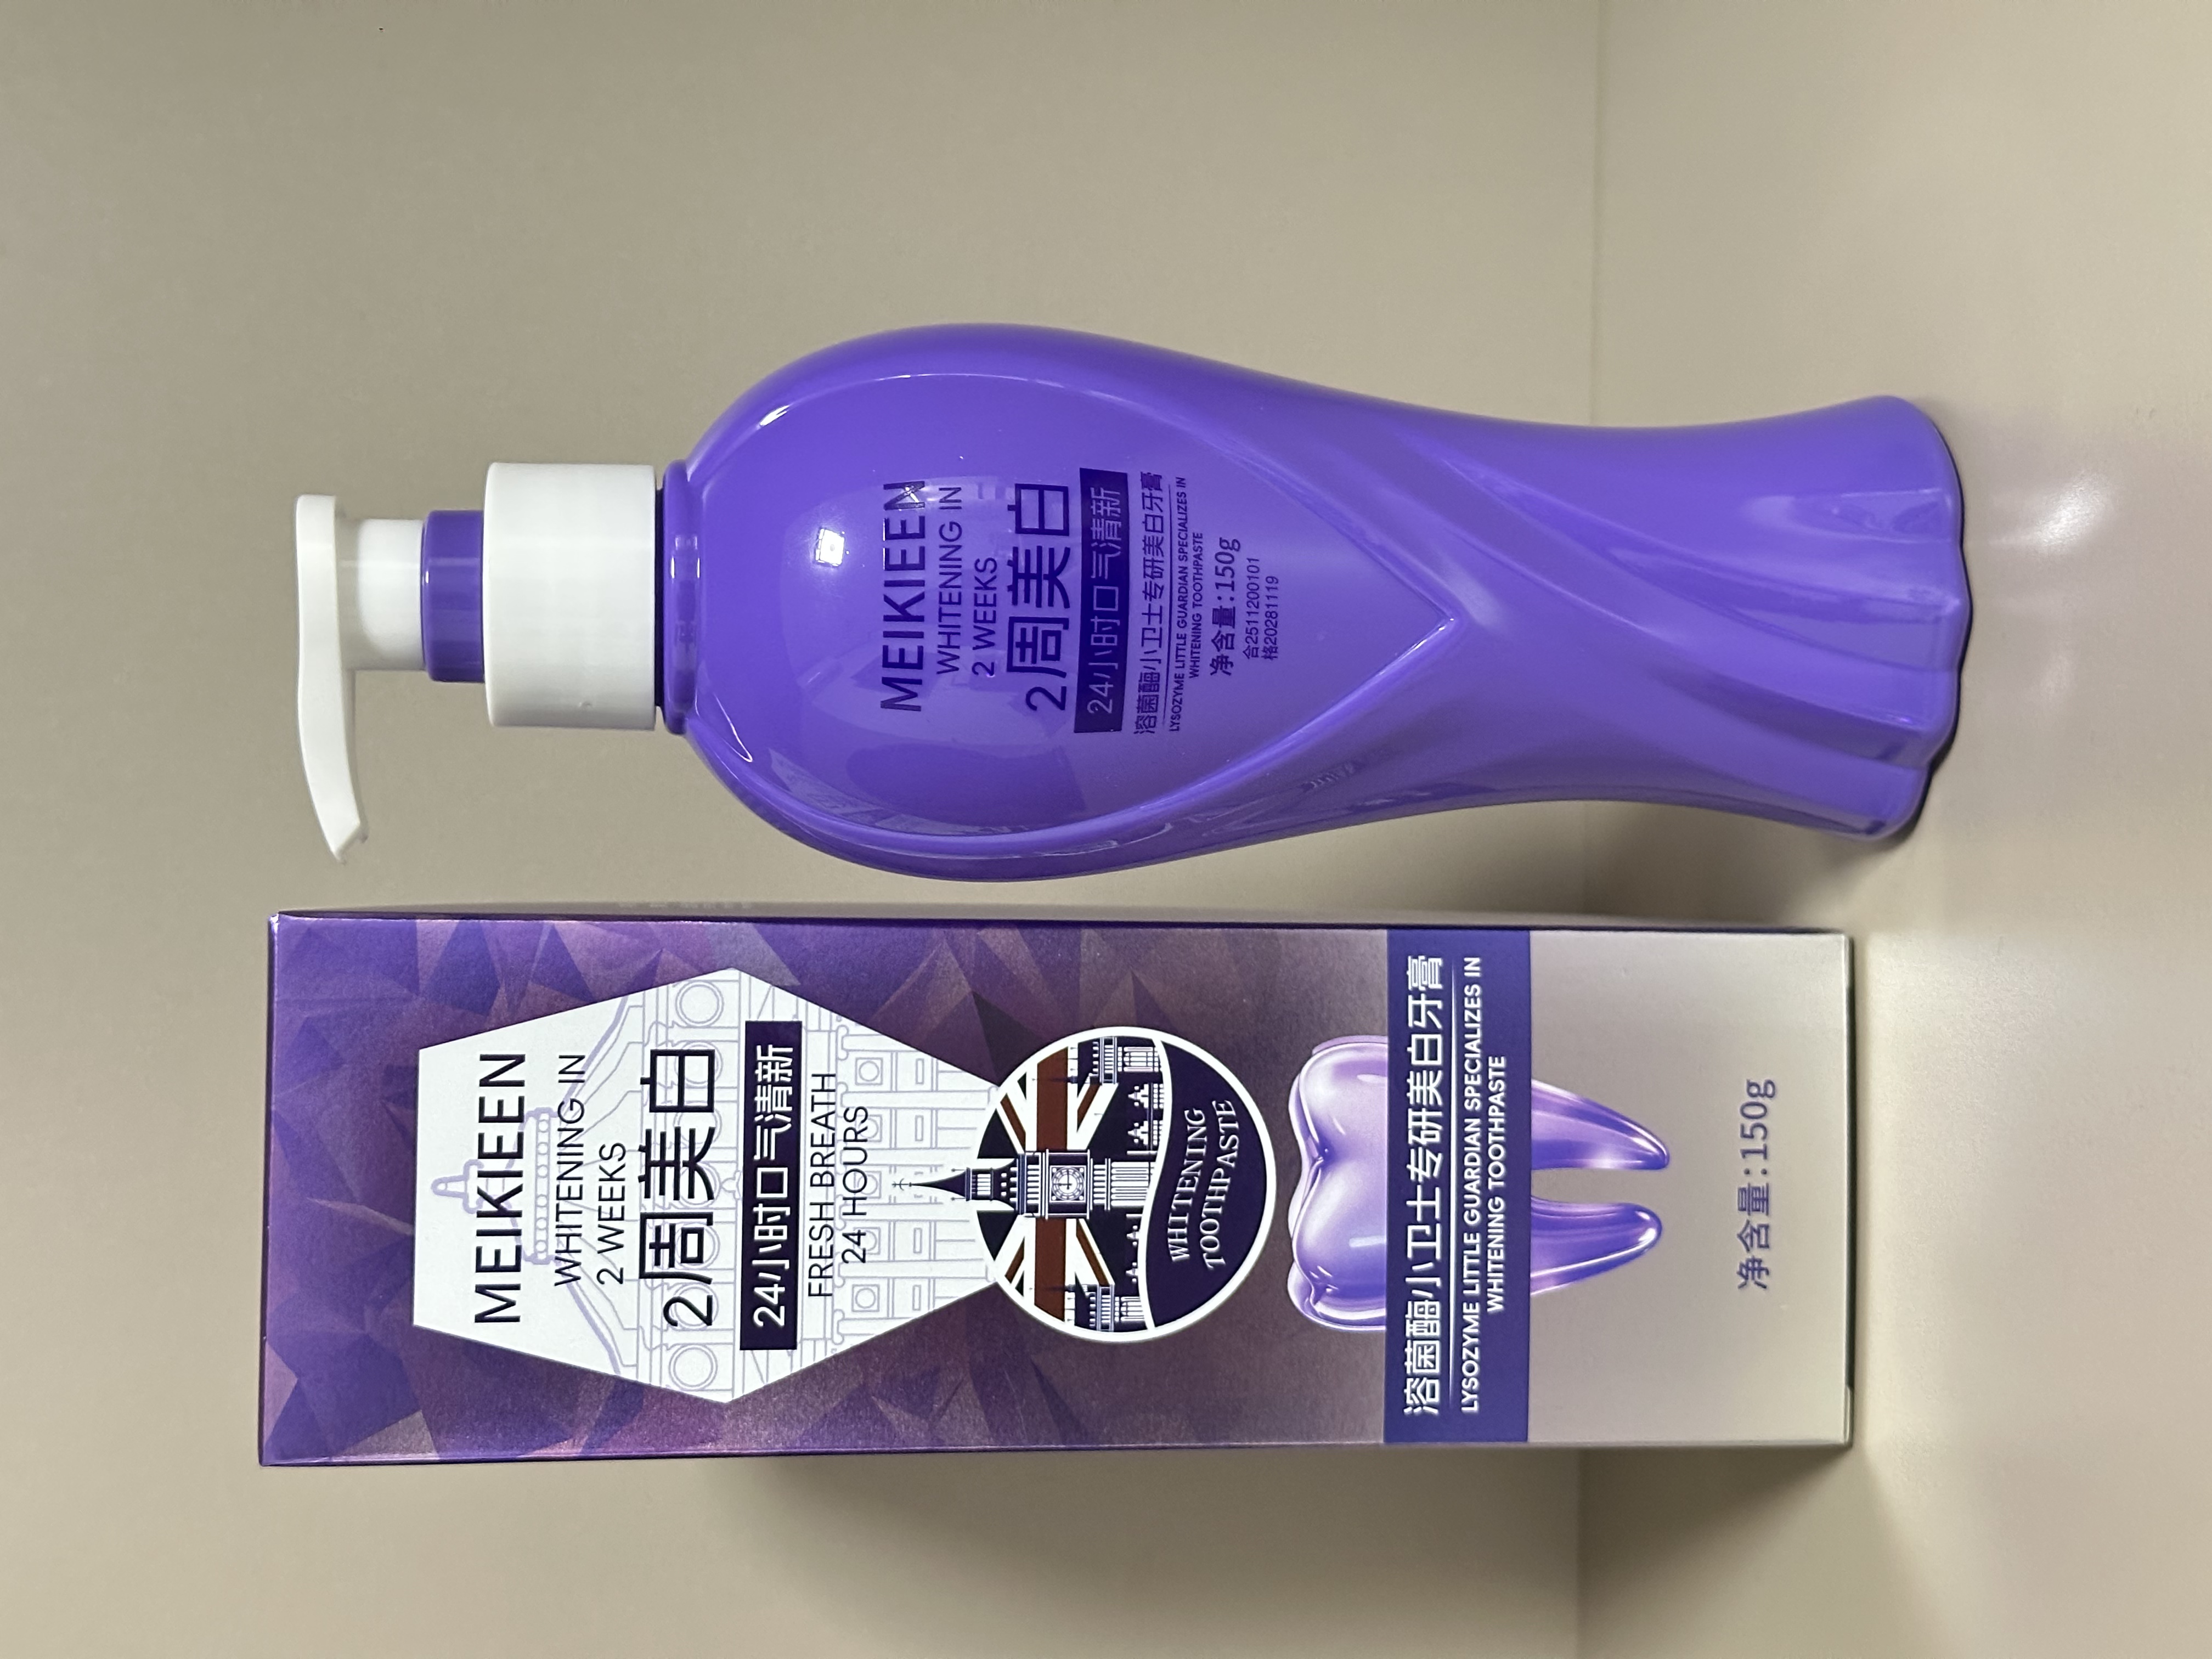 MEIKIEEN
WHITENING IN
2 WEEKS
2周美白
24小时口气清新
FRESH BREATH
24 HOURS
WHITENING
TOOTHPASTE
溶菌酶小卫士专研美白牙膏
LYSOZYME LITTLE GUARDIAN SPECIALIZES IN
WHITENING TOOTHPASTE
净含量:150g
MEIKIEEN
WHITENING IN
2 WEEKS
2周美白
24小时口气清新
溶菌酶小卫士专研美白牙膏
LYSOZYME LITTLE GUARDIAN SPECIALIZES IN
WHITENING TOOTHPASTE
净含量:150g
合2511200101
格20281119